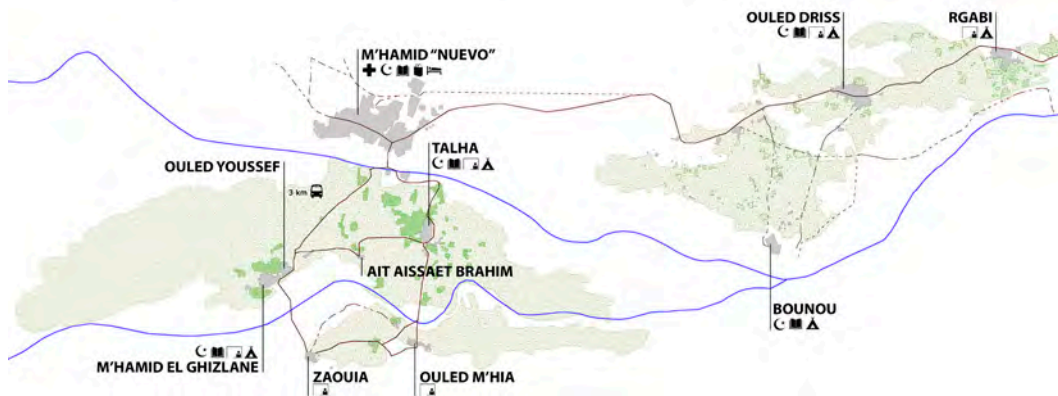 OULED DRISS
RGABI
M'HAMID "NUEVO"
TALHA
OULED YOUSSEF
3 km
AIT AISSAET BRAHIM
BOUNOU
M'HAMID EL GHIZLANE
ZAOUIA
OULED M'HIA